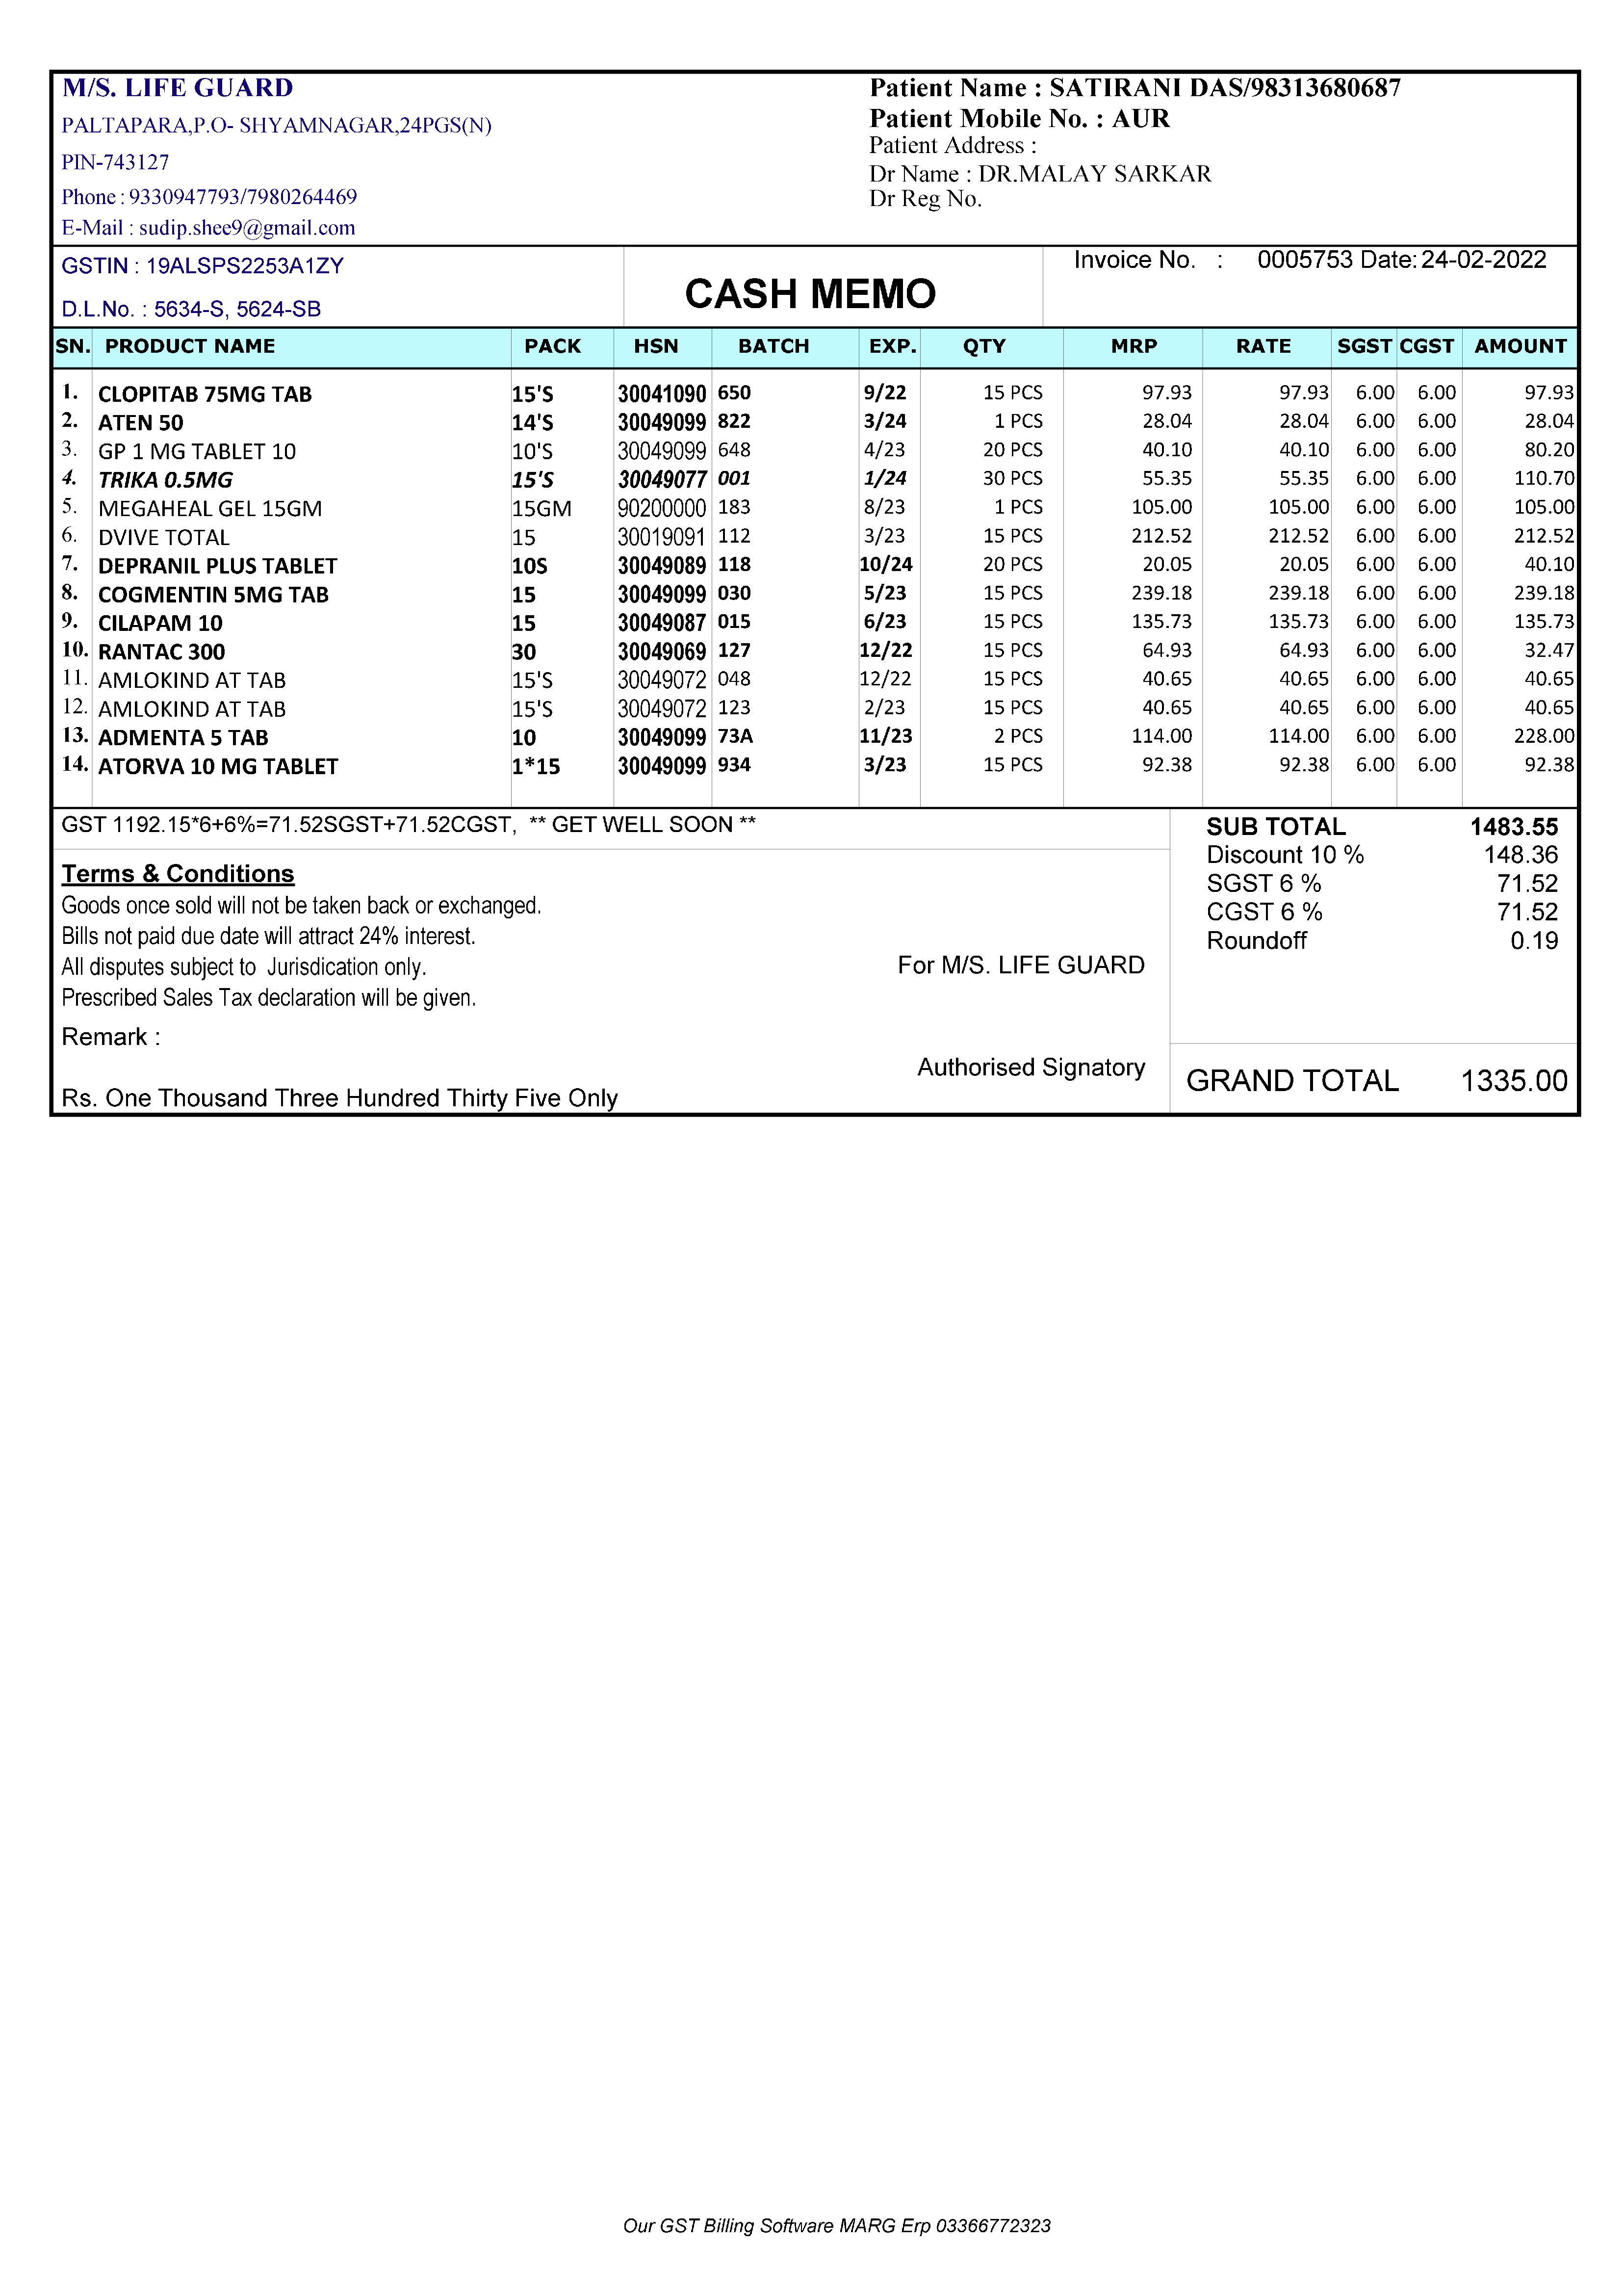 M/S. LIFE GUARD
PALTAPARA,P.O- SHYAMNAGAR,24PGS(N)
PIN-743127
Phone : 9330947793/7980264469
E-Mail : sudip.shee9@gmail.com
Patient Name : SATIRANI DAS/98313680687
Patient Mobile No. : AUR
Patient Address :
Dr Name : DR.MALAY SARKAR
Dr Reg No.
GSTIN : 19ALSPS2253A1ZY
D.L.No. : 5634-S, 5624-SB
CASH MEMO
Invoice No. : 0005753 Date: 24-02-2022
SN. PRODUCT NAME PACK HSN BATCH EXP. QTY MRP RATE SGST CGST AMOUNT
1. CLOPITAB 75MG TAB 15'S 30041090 650 9/22 15 PCS 97.93 97.93 6.00 6.00 97.93
2. ATEN 50 14'S 30049099 822 3/24 1 PCS 28.04 28.04 6.00 6.00 28.04
3. GP 1 MG TABLET 10 10'S 30049099 648 4/23 20 PCS 40.10 40.10 6.00 6.00 80.20
4. TRIKA 0.5MG 15'S 30049077 001 1/24 30 PCS 55.35 55.35 6.00 6.00 110.70
5. MEGAHEAL GEL 15GM 15GM 90200000 183 8/23 1 PCS 105.00 105.00 6.00 6.00 105.00
6. DVIVE TOTAL 15 30019091 112 3/23 15 PCS 212.52 212.52 6.00 6.00 212.52
7. DEPRANIL PLUS TABLET 10S 30049089 118 10/24 20 PCS 20.05 20.05 6.00 6.00 40.10
8. COGMENTIN 5MG TAB 15 30049099 030 5/23 15 PCS 239.18 239.18 6.00 6.00 239.18
9. CILAPAM 10 15 30049087 015 6/23 15 PCS 135.73 135.73 6.00 6.00 135.73
10. RANTAC 300 30 30049069 127 12/22 15 PCS 64.93 64.93 6.00 6.00 32.47
11. AMLOKIND AT TAB 15'S 30049072 048 12/22 15 PCS 40.65 40.65 6.00 6.00 40.65
12. AMLOKIND AT TAB 15'S 30049072 123 2/23 15 PCS 40.65 40.65 6.00 6.00 40.65
13. ADMENTA 5 TAB 10 30049099 73A 11/23 2 PCS 114.00 114.00 6.00 6.00 228.00
14. ATORVA 10 MG TABLET 1*15 30049099 934 3/23 15 PCS 92.38 92.38 6.00 6.00 92.38
GST 1192.15*6+6%=71.52SGST+71.52CGST, ** GET WELL SOON **
Terms & Conditions
Goods once sold will not be taken back or exchanged.
Bills not paid due date will attract 24% interest.
All disputes subject to Jurisdication only.
Prescribed Sales Tax declaration will be given.
Remark :
Rs. One Thousand Three Hundred Thirty Five Only
For M/S. LIFE GUARD
Authorised Signatory
SUB TOTAL 1483.55
Discount 10 % 148.36
SGST 6 % 71.52
CGST 6 % 71.52
Roundoff 0.19
GRAND TOTAL 1335.00
Our GST Billing Software MARG Erp 03366772323